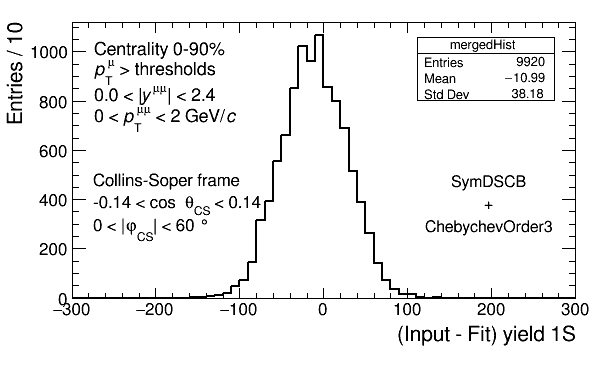 Entries / 10
1000
800
600
400
200
0
Centrality 0-90%
p_T^μ > thresholds
0.0 < |y^μμ| < 2.4
0 < p_T^μμ < 2 GeV/c
Collins-Soper frame
-0.14 < cos θ_CS < 0.14
0 < |φ_CS| < 60 °
mergedHist
Entries 9920
Mean −10.99
Std Dev 38.18
SymDSCB
+
ChebychevOrder3
−300 −200 −100 0 100 200 300
(Input - Fit) yield 1S